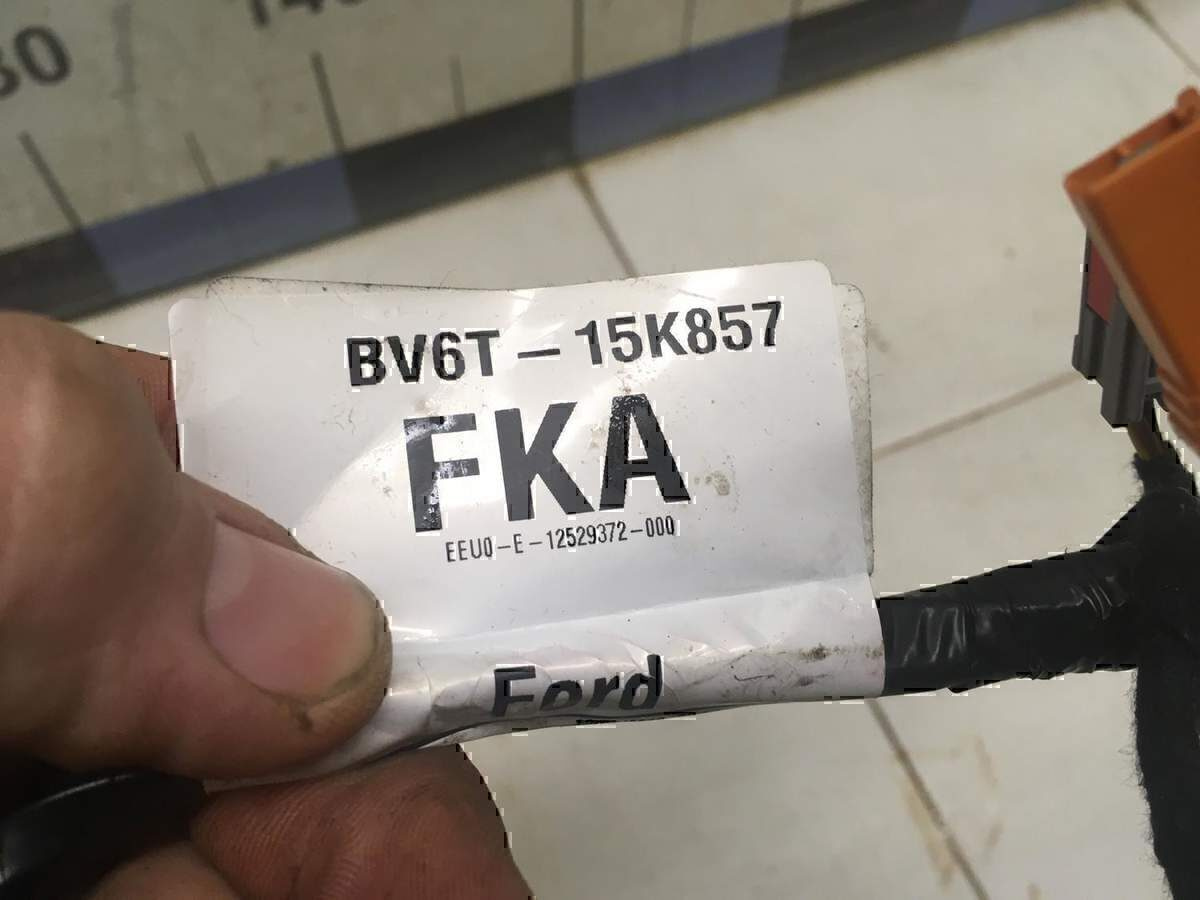 BV6T – 15K857
FKA
EEU0-E-12529372-000
Ford